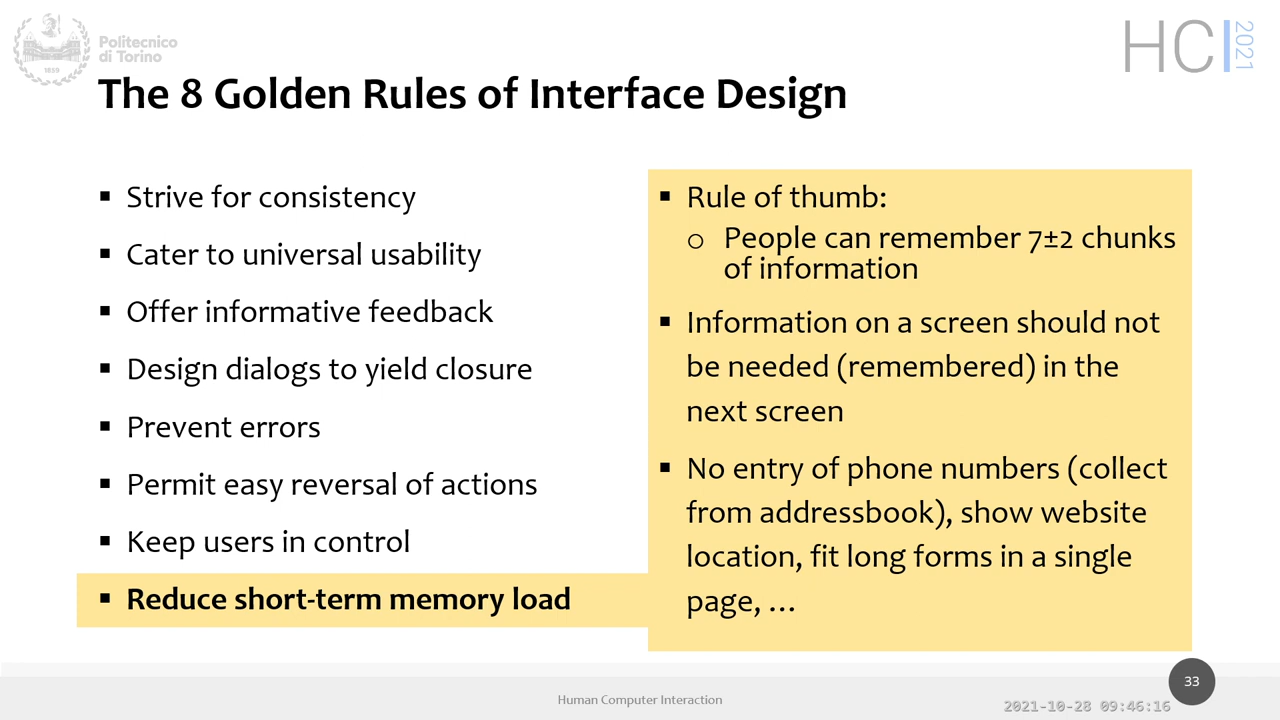 Politecnico
di Torino
1859
HCI 2021
The 8 Golden Rules of Interface Design
▪ Strive for consistency
▪ Cater to universal usability
▪ Offer informative feedback
▪ Design dialogs to yield closure
▪ Prevent errors
▪ Permit easy reversal of actions
▪ Keep users in control
▪ Reduce short-term memory load
▪ Rule of thumb:
o People can remember 7±2 chunks
of information
▪ Information on a screen should not
be needed (remembered) in the
next screen
▪ No entry of phone numbers (collect
from addressbook), show website
location, fit long forms in a single
page, …
Human Computer Interaction
33
2021-10-28 09:46:16